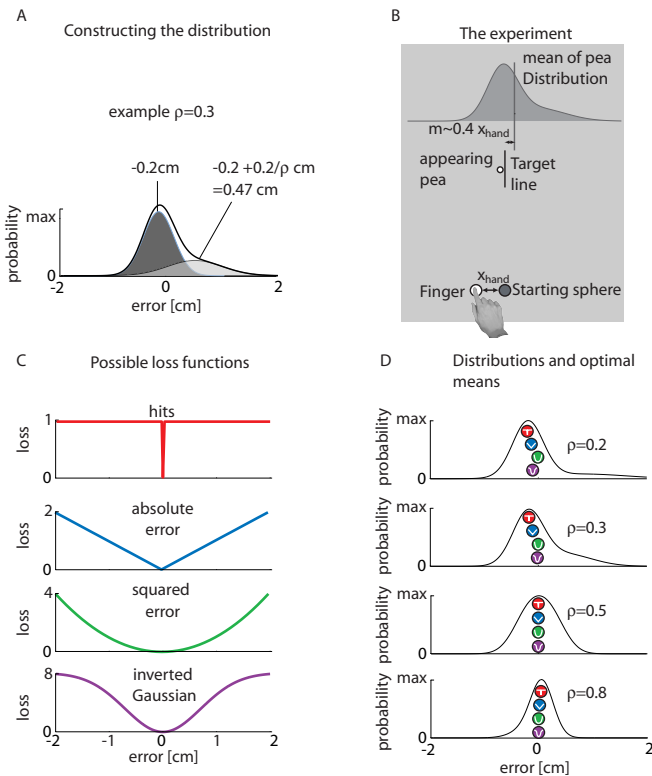 A
Constructing the distribution
example ρ=0.3
-0.2cm
-0.2 +0.2/ρ cm
=0.47 cm
max
probability
0
-2
0
2
error [cm]
B
The experiment
mean of pea
Distribution
m~0.4 xhand
appearing
pea
Target
line
xhand
Finger
Starting sphere
C
Possible loss functions
hits
1
loss
0
absolute
error
2
loss
0
squared
error
4
loss
0
inverted
Gaussian
8
loss
0
-2
-1
0
1
2
error [cm]
D
Distributions and optimal
means
max
probability
0
ρ=0.2
-2
0
2
max
probability
0
ρ=0.3
max
probability
0
ρ=0.5
max
probability
0
ρ=0.8
-2
0
2
error [cm]